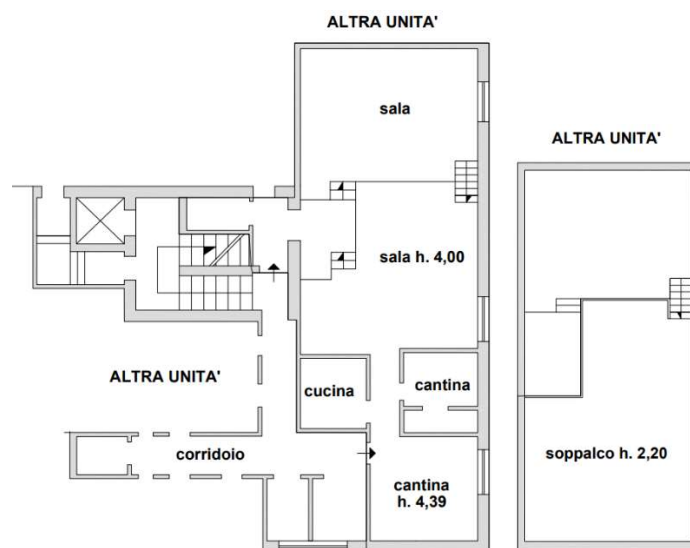 ALTRA UNITA'
sala
ALTRA UNITA'
sala h. 4,00
ALTRA UNITA'
cucina
cantina
corridoio
soppalco h. 2,20
cantina
h. 4,39